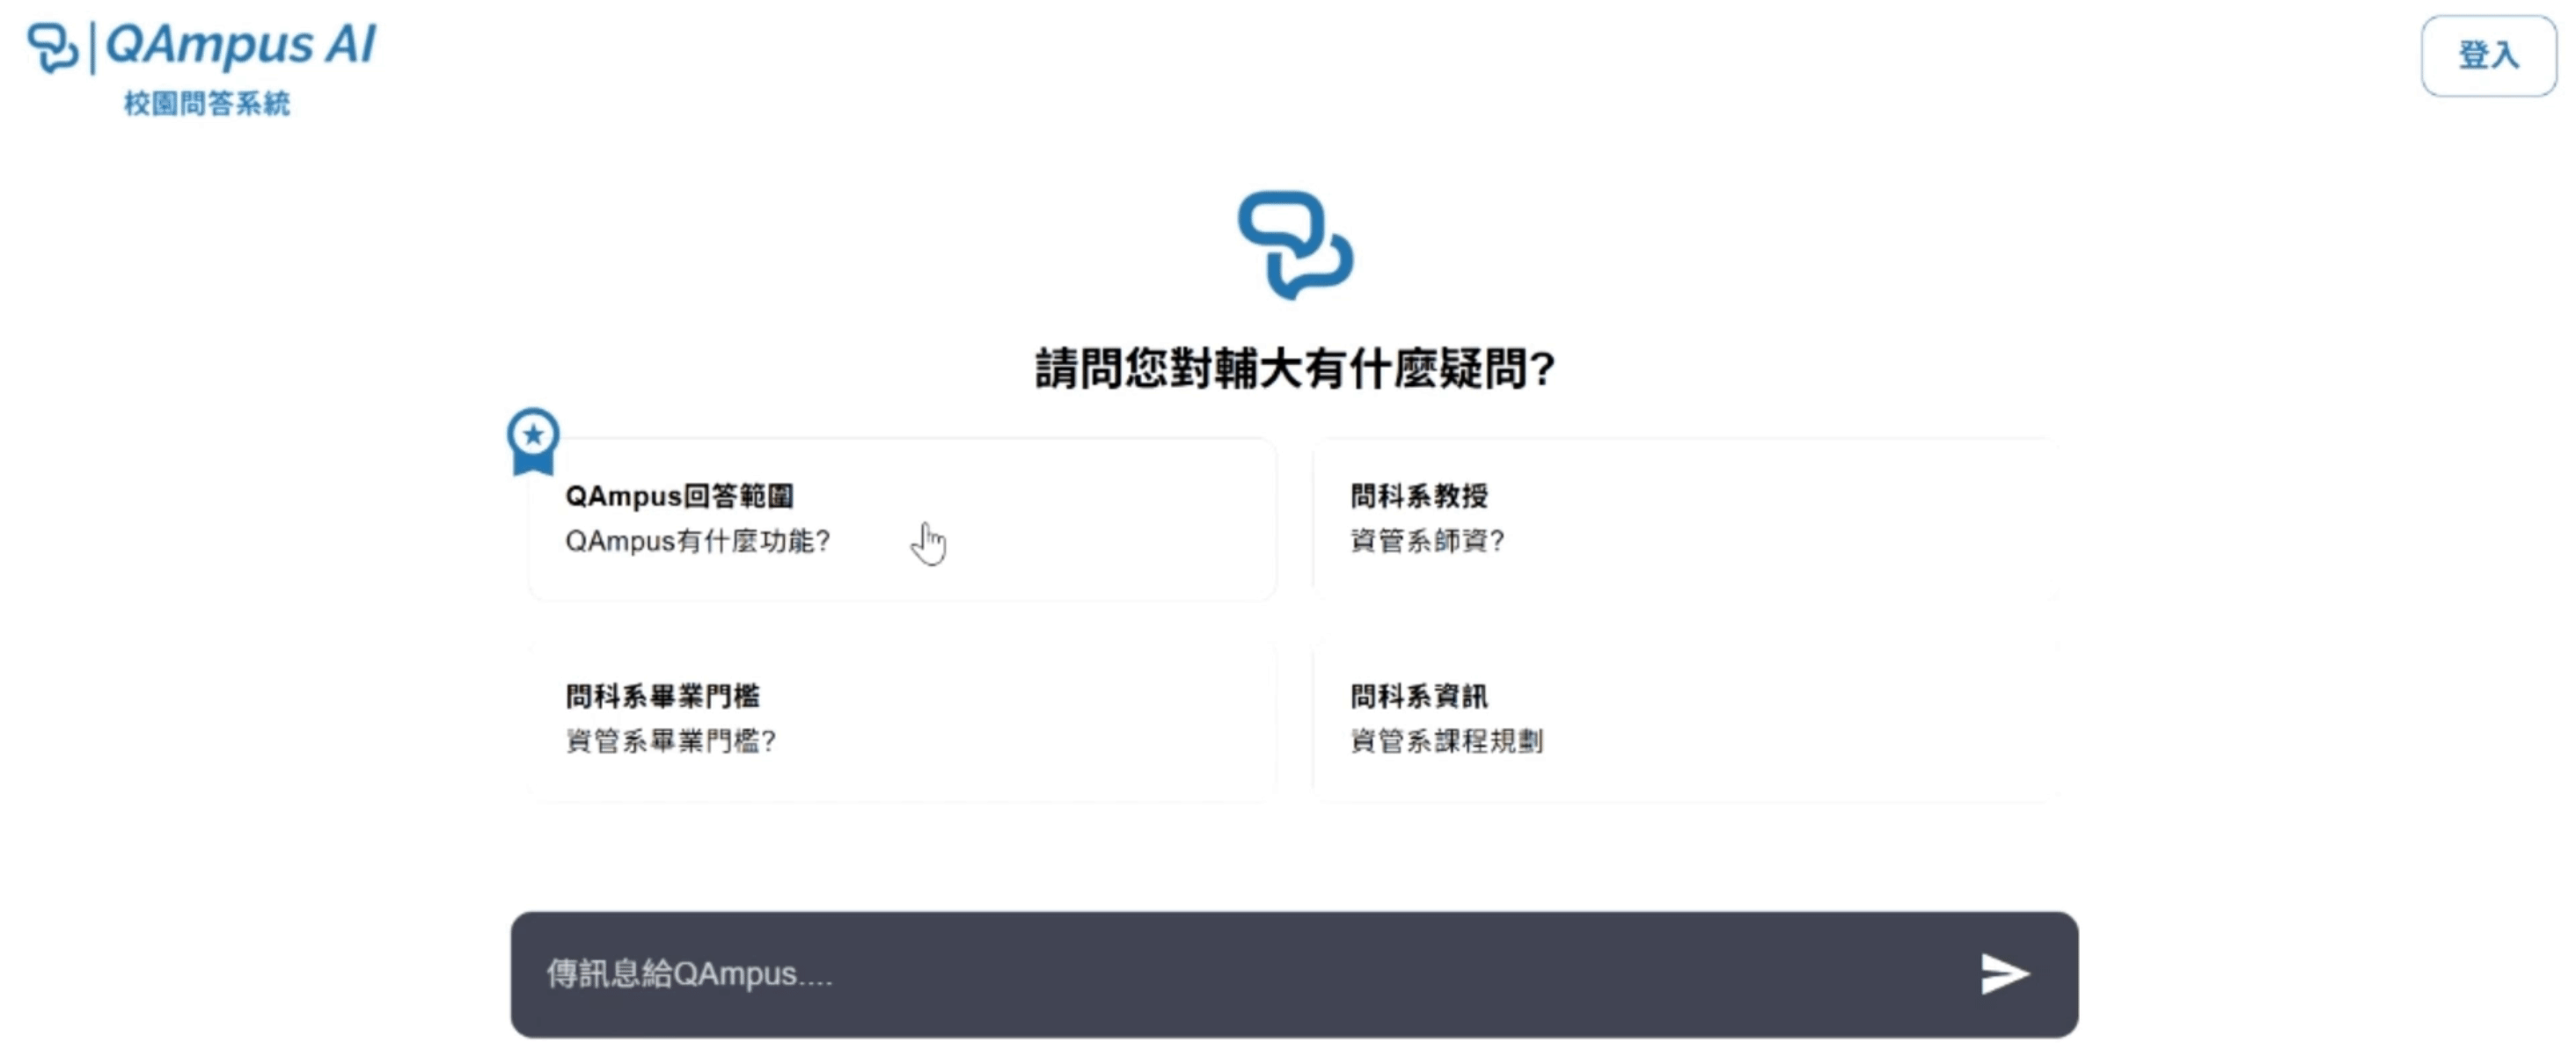 QAmpus AI
校園問答系統
登入
請問您對輔大有什麼疑問?
QAmpus回答範圍
QAmpus有什麼功能?
問科系教授
資管系師資?
問科系畢業門檻
資管系畢業門檻?
問科系資訊
資管系課程規劃
傳訊息給QAmpus....